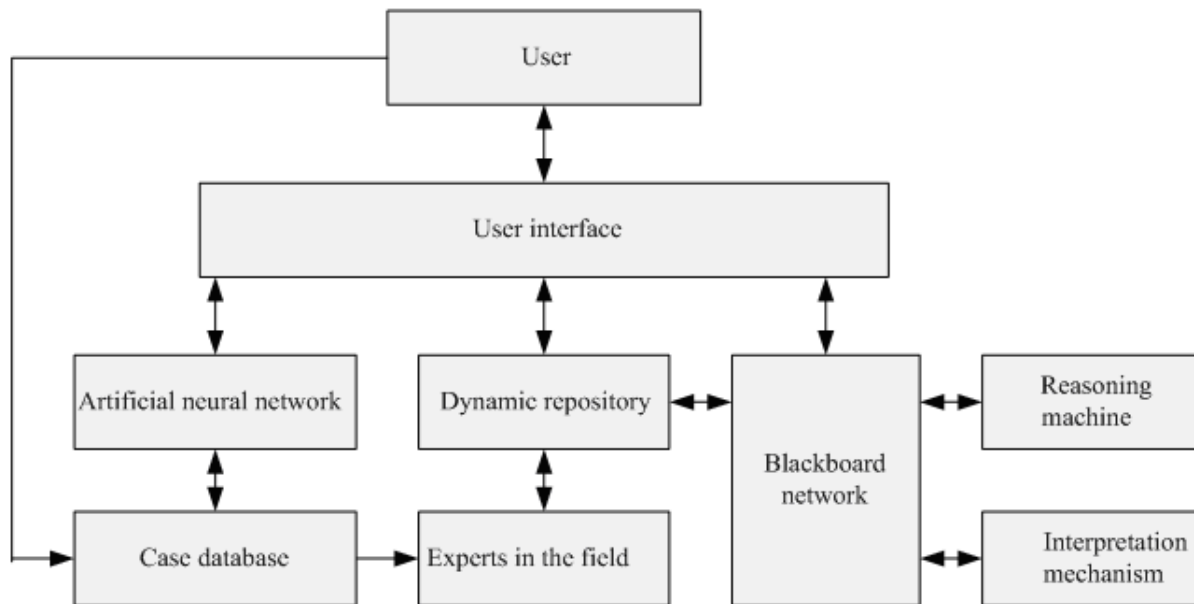 User
User interface
Artificial neural network
Dynamic repository
Blackboard
network
Reasoning
machine
Case database
Experts in the field
Interpretation
mechanism